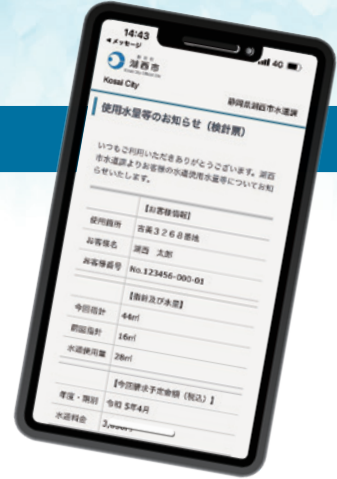 14:43
メッセージ
4G
湖西市
Kosai City
静岡県湖西市水道課
使用水量等のお知らせ（検針票）
いつもご利用いただきありがとうございます。湖西
市水道課よりお客様の水道使用水量等についてお知
らせいたします。
【お客様情報】
使用箇所 古見３２６８番地
お客様名 湖西 太郎
お客様番号 No.123456-000-01
【指針及び水量】
今回指針 44㎥
前回指針 16㎥
水道使用量 28㎥
【今回請求予定金額（税込）】
年度・期別 令和 5年4月
水道料金